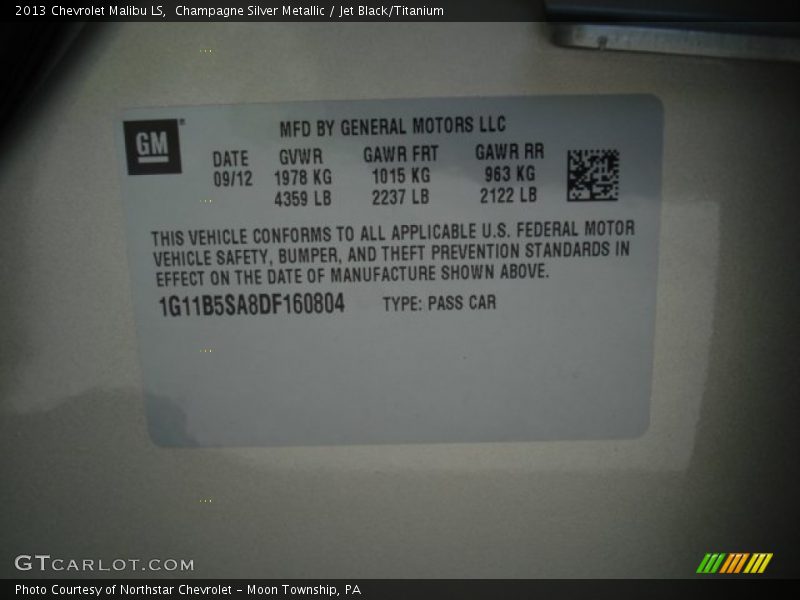 2013 Chevrolet Malibu LS,  Champagne Silver Metallic / Jet Black/Titanium
GM®
MFD BY GENERAL MOTORS LLC
DATE GVWR GAWR FRT GAWR RR
09/12 1978 KG 1015 KG 963 KG
4359 LB 2237 LB 2122 LB
THIS VEHICLE CONFORMS TO ALL APPLICABLE U.S. FEDERAL MOTOR
VEHICLE SAFETY, BUMPER, AND THEFT PREVENTION STANDARDS IN
EFFECT ON THE DATE OF MANUFACTURE SHOWN ABOVE.
1G11B5SA8DF160804 TYPE: PASS CAR
GTCARLOT.COM
Photo Courtesy of Northstar Chevrolet - Moon Township, PA